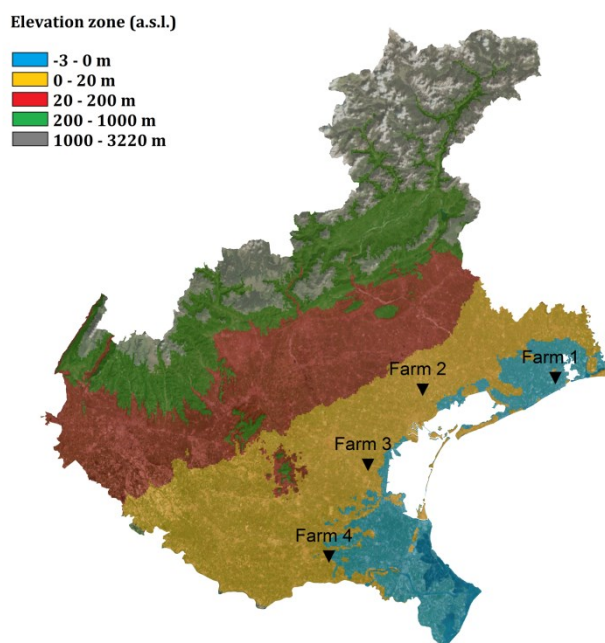 Elevation zone (a.s.l.)
-3 - 0 m
0 - 20 m
20 - 200 m
200 - 1000 m
1000 - 3220 m
Farm 1
Farm 2
Farm 3
Farm 4